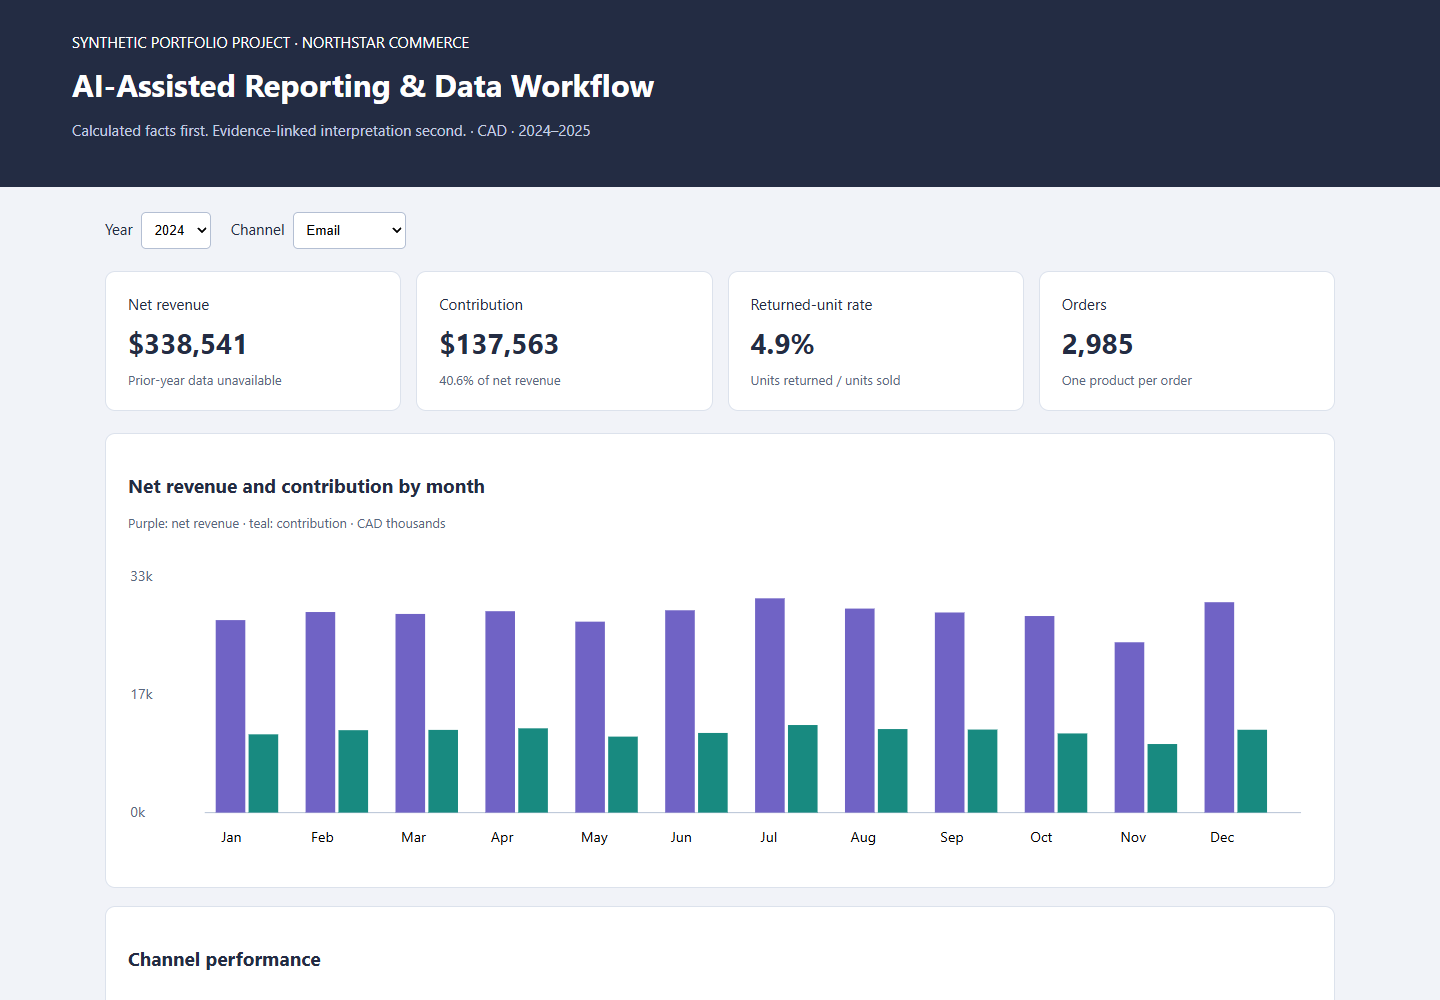 SYNTHETIC PORTFOLIO PROJECT · NORTHSTAR COMMERCE
AI-Assisted Reporting & Data Workflow
Calculated facts first. Evidence-linked interpretation second. · CAD · 2024–2025
Year 2024 Channel Email
Net revenue
$338,541
Prior-year data unavailable
Contribution
$137,563
40.6% of net revenue
Returned-unit rate
4.9%
Units returned / units sold
Orders
2,985
One product per order
Net revenue and contribution by month
Purple: net revenue · teal: contribution · CAD thousands
33k
17k
0k
Jan Feb Mar Apr May Jun Jul Aug Sep Oct Nov Dec
Channel performance